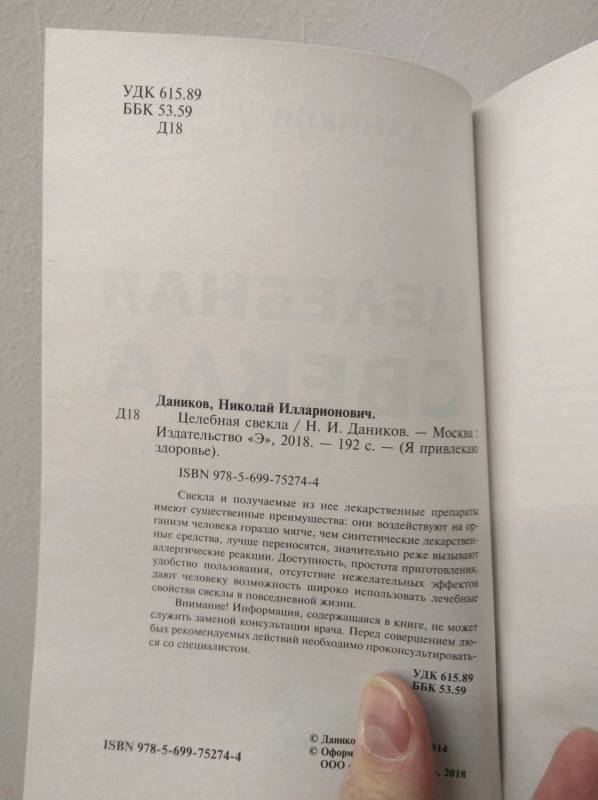 УДК 615.89
ББК 53.59
Д18
Даников, Николай Илларионович.
Д18 Целебная свекла / Н. И. Даников. — Москва :
Издательство «Э», 2018. — 192 с. — (Я привлекаю
здоровье).
ISBN 978-5-699-75274-4
Свекла и получаемые из нее лекарственные препараты
имеют существенные преимущества: они воздействуют на ор-
ганизм человека гораздо мягче, чем синтетические лекарствен-
ные средства, лучше переносятся, значительно реже вызывают
аллергические реакции. Доступность, простота приготовления,
удобство пользования, отсутствие нежелательных эффектов
дают человеку возможность широко использовать лечебные
свойства свеклы в повседневной жизни.
Внимание! Информация, содержащаяся в книге, не может
служить заменой консультации врача. Перед совершением лю-
бых рекомендуемых действий необходимо проконсультировать-
ся со специалистом.
УДК 615.89
ББК 53.59
© Данико
014
© Оформ
ООО
, 2018
ISBN 978-5-699-75274-4